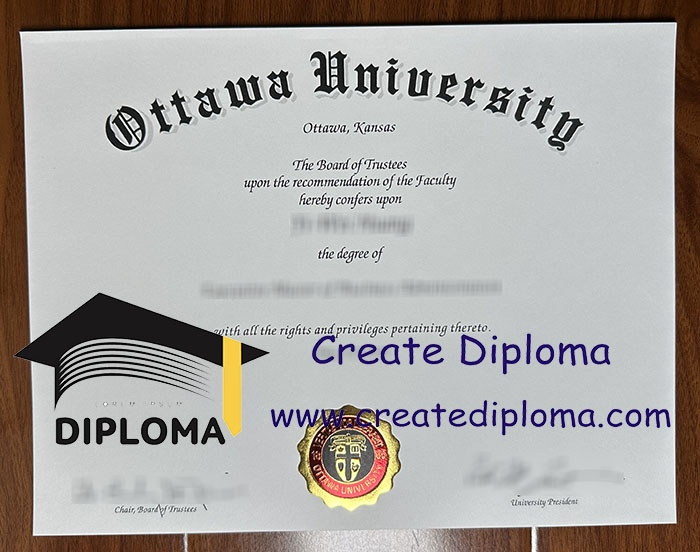 Ottawa University
Ottawa, Kansas
The Board of Trustees
upon the recommendation of the Faculty
hereby confers upon
the degree of
with all the rights and privileges pertaining thereto.
Create Diploma
www.creatediploma.com
DIPLOMA
OTTAWA UNIVERSITY
Chair, Board of Trustees
University President